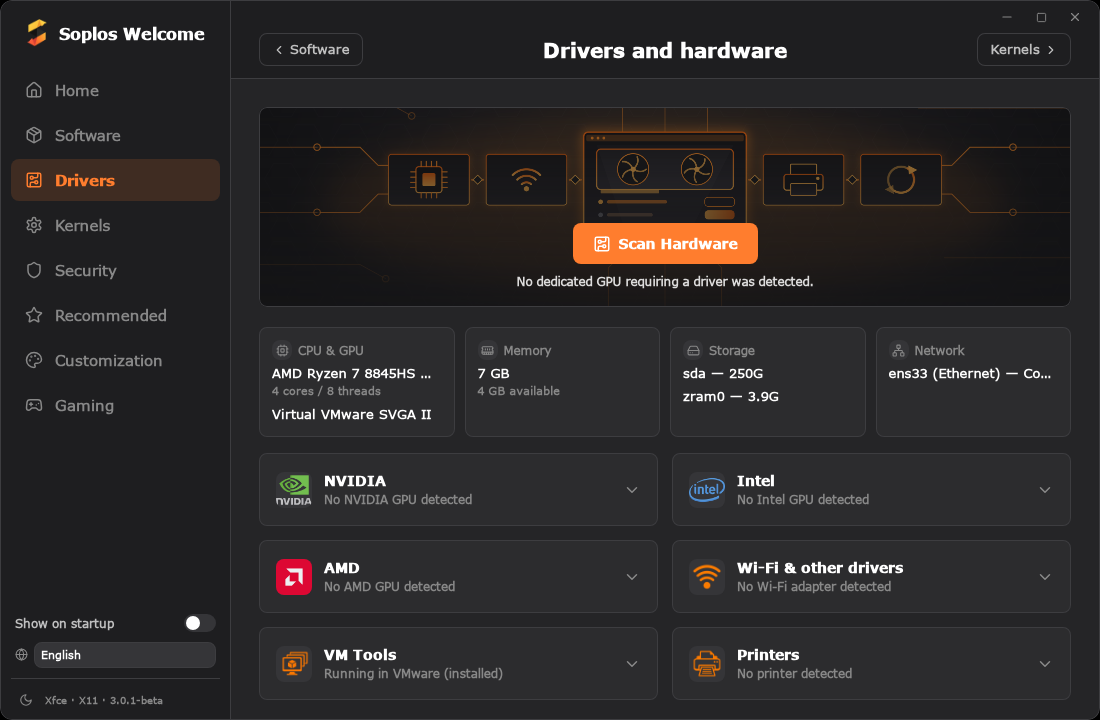 Soplos Welcome
Home
Software
Drivers
Kernels
Security
Recommended
Customization
Gaming
Show on startup
English
Xfce • X11 • 3.0.1-beta
Software
Drivers and hardware
Kernels
Scan Hardware
No dedicated GPU requiring a driver was detected.
CPU & GPU
AMD Ryzen 7 8845HS ...
4 cores / 8 threads
Virtual VMware SVGA II
Memory
7 GB
4 GB available
Storage
sda — 250G
zram0 — 3.9G
Network
ens33 (Ethernet) — Co...
NVIDIA
NVIDIA
No NVIDIA GPU detected
intel
Intel
No Intel GPU detected
AMD
No AMD GPU detected
Wi-Fi & other drivers
No Wi-Fi adapter detected
VM Tools
Running in VMware (installed)
Printers
No printer detected